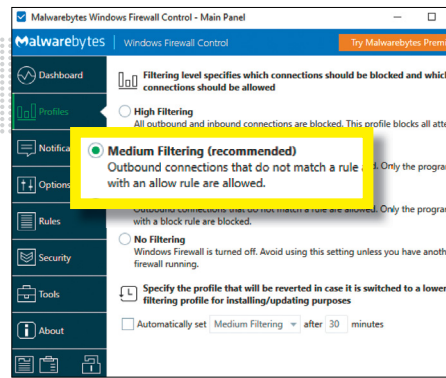 Malwarebytes Windows Firewall Control - Main Panel
Malwarebytes Windows Firewall Control Try Malwarebytes Premi
Dashboard
Profiles
Notifica
Options
Rules
Security
Tools
About
Filtering level specifies which connections should be blocked and which
connections should be allowed
High Filtering
All outbound and inbound connections are blocked. This profile blocks all atte
Medium Filtering (recommended)
Outbound connections that do not match a rule a d. Only the program
with an allow rule are allowed.
Outbound connections that do not match a rule are allowed. Only the program
with a block rule are blocked.
No Filtering
Windows Firewall is turned off. Avoid using this setting unless you have anoth
firewall running.
Specify the profile that will be reverted in case it is switched to a lower
filtering profile for installing/updating purposes
Automatically set Medium Filtering after 30 minutes